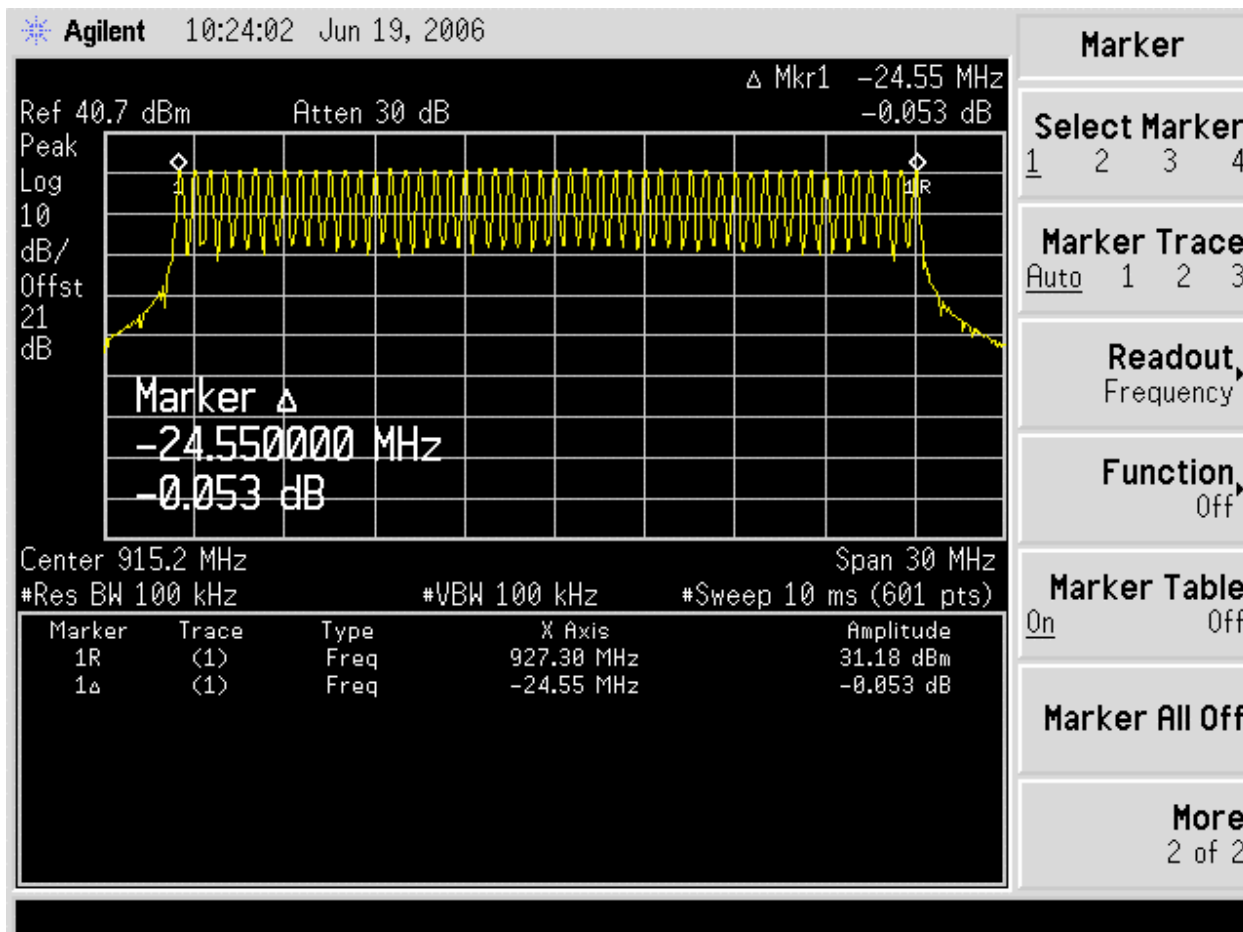 Agilent 10:24:02 Jun 19, 2006
Δ Mkr1 -24.55 MHz
Ref 40.7 dBm Atten 30 dB -0.053 dB
Peak
Log
10
dB/
Offst
21
dB
1
1R
Marker Δ
-24.550000 MHz
-0.053 dB
Center 915.2 MHz Span 30 MHz
#Res BW 100 kHz #VBW 100 kHz #Sweep 10 ms (601 pts)
Marker Trace Type X Axis Amplitude
1R (1) Freq 927.30 MHz 31.18 dBm
1Δ (1) Freq -24.55 MHz -0.053 dB
Marker
Select Marker
1 2 3 4
Marker Trace
Auto 1 2 3
Readout
Frequency
Function
Off
Marker Table
On Off
Marker All Off
More
2 of 2